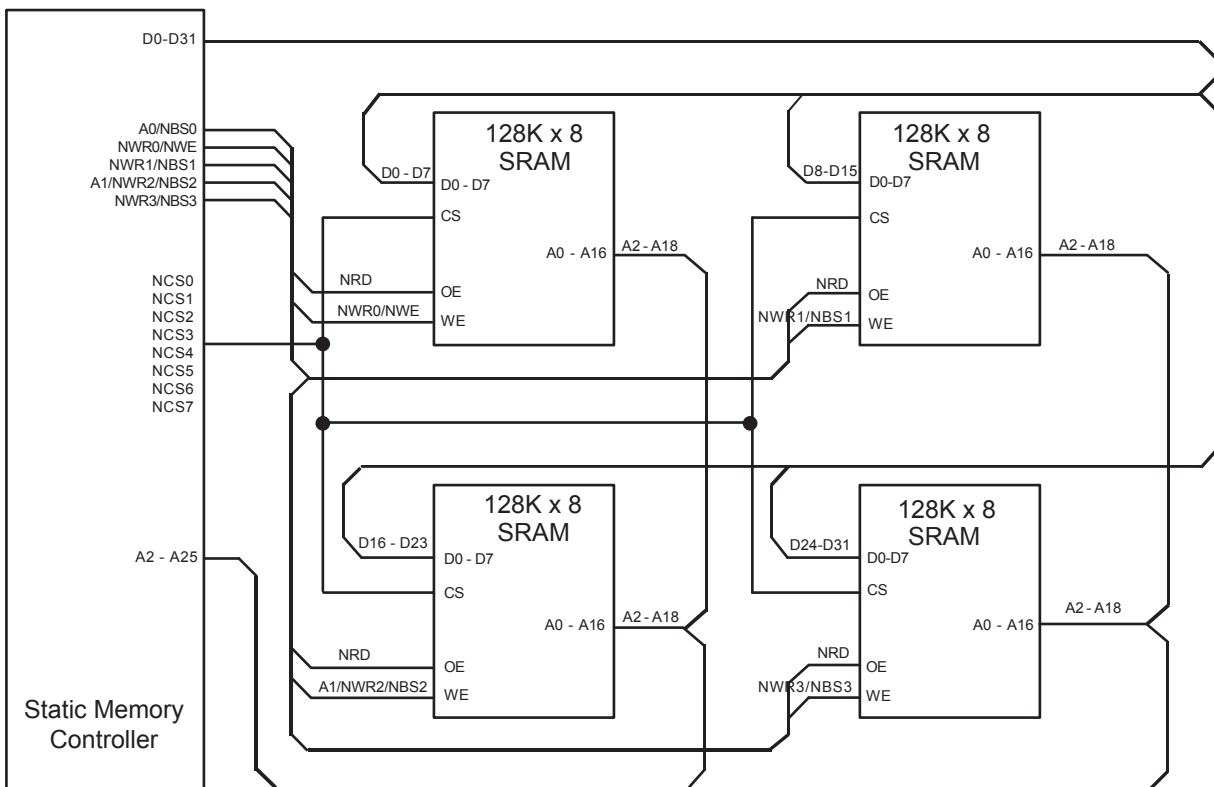 D0-D31
A0/NBS0
NWR0/NWE
NWR1/NBS1
A1/NWR2/NBS2
NWR3/NBS3
NCS0
NCS1
NCS2
NCS3
NCS4
NCS5
NCS6
NCS7
A2 - A25
Static Memory
Controller
128K x 8
SRAM
D0 - D7
D0 - D7
CS
A0 - A16
A2 - A18
NRD
OE
NWR0/NWE
WE
128K x 8
SRAM
D8-D15
D0-D7
CS
A0 - A16
A2 - A18
NRD
OE
NWR1/NBS1
WE
128K x 8
SRAM
D16 - D23
D0 - D7
CS
A0 - A16
A2 - A18
NRD
OE
A1/NWR2/NBS2
WE
128K x 8
SRAM
D24-D31
D0-D7
CS
A0 - A16
A2 - A18
NRD
OE
NWR3/NBS3
WE